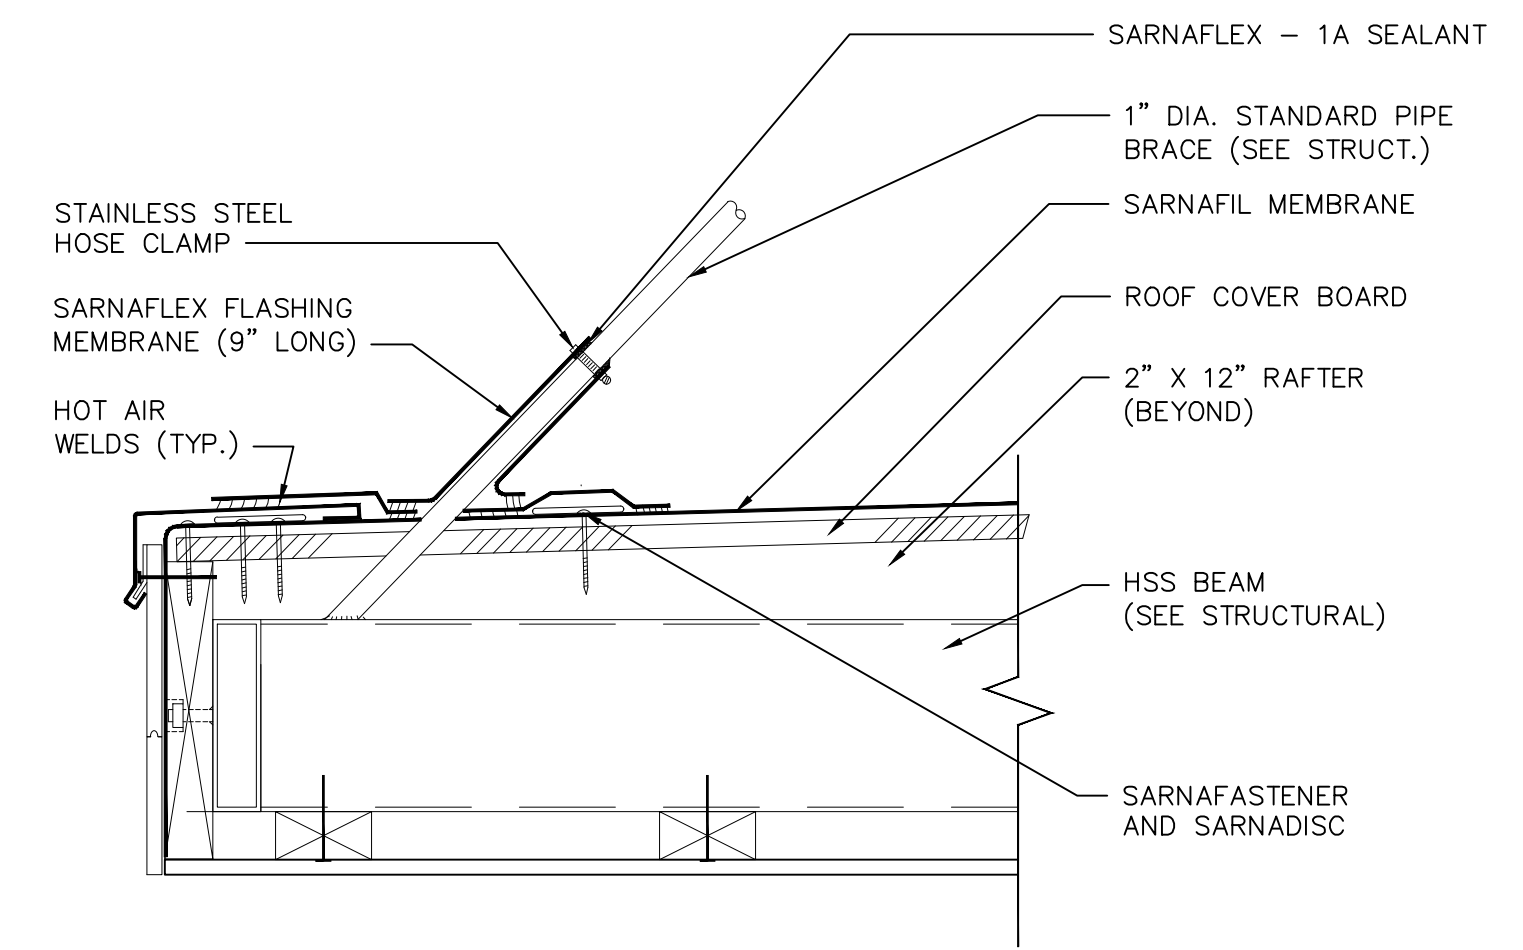 SARNAFLEX – 1A SEALANT
1” DIA. STANDARD PIPE
BRACE (SEE STRUCT.)
STAINLESS STEEL
HOSE CLAMP
SARNAFIL MEMBRANE
SARNAFLEX FLASHING
MEMBRANE (9” LONG)
ROOF COVER BOARD
HOT AIR
WELDS (TYP.)
2” X 12” RAFTER
(BEYOND)
HSS BEAM
(SEE STRUCTURAL)
SARNAFASTENER
AND SARNADISC